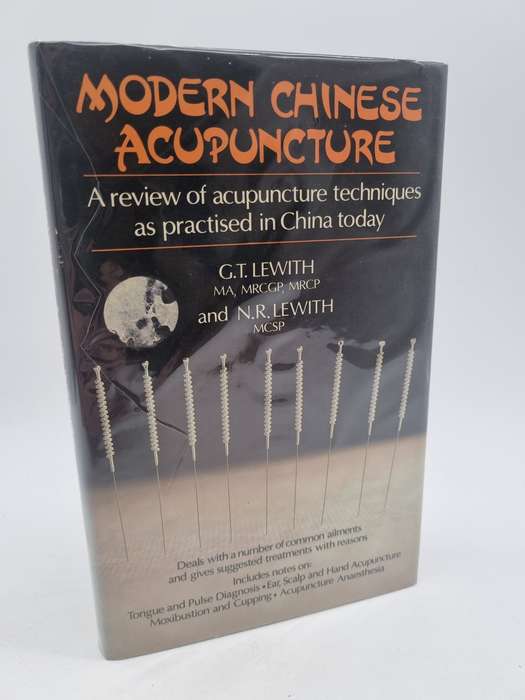 MODERN CHINESE
ACUPUNCTURE
A review of acupuncture techniques
as practised in China today
G.T. LEWITH
MA, MRCGP, MRCP
and N.R. LEWITH
MCSP
Deals with a number of common ailments
and gives suggested treatments with reasons
Includes notes on:
Tongue and Pulse Diagnosis • Ear, Scalp and Hand Acupuncture
Moxibustion and Cupping • Acupuncture Anaesthesia